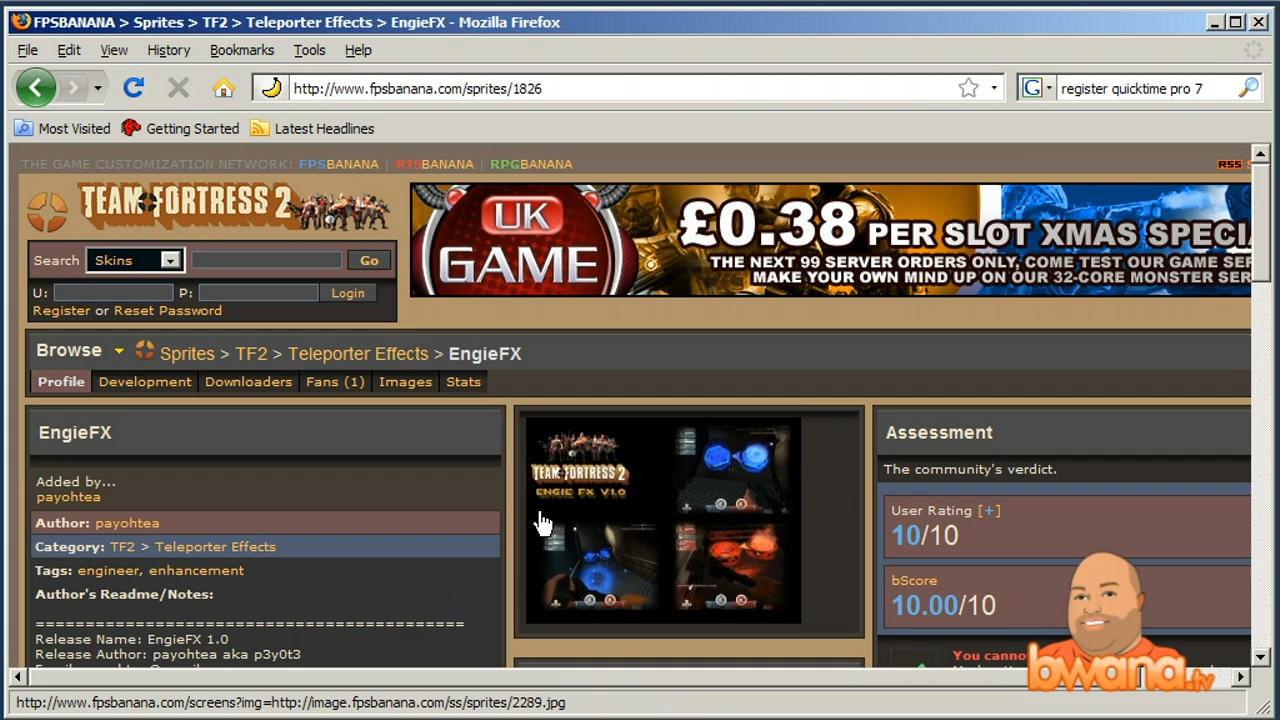 FPSBANANA > Sprites > TF2 > Teleporter Effects > EngieFX - Mozilla Firefox
File Edit View History Bookmarks Tools Help
http://www.fpsbanana.com/sprites/1826
G register quicktime pro 7
Most Visited Getting Started Latest Headlines
THE GAME CUSTOMIZATION NETWORK: FPSBANANA | RTSBANANA | RPGBANANA
RSS
TEAM FORTRESS 2
UK
GAME
£0.38 PER SLOT XMAS SPECI
THE NEXT 99 SERVER ORDERS ONLY, COME TEST OUR GAME SER
MAKE YOUR OWN MIND UP ON OUR 32-CORE MONSTER SER
Search Skins Go
U: P: Login
Register or Reset Password
Browse Sprites > TF2 > Teleporter Effects > EngieFX
Profile Development Downloaders Fans (1) Images Stats
EngieFX
Added by...
payohtea
Author: payohtea
Category: TF2 > Teleporter Effects
Tags: engineer, enhancement
Author's Readme/Notes:
===========================================
Release Name: EngieFX 1.0
Release Author: payohtea aka p3y0t3
TEAM FORTRESS 2
ENGIE FX V1.0
Assessment
The community's verdict.
User Rating [+]
10/10
bScore
10.00/10
You canno
bwana.tv
http://www.fpsbanana.com/screens?img=http://image.fpsbanana.com/ss/sprites/2289.jpg